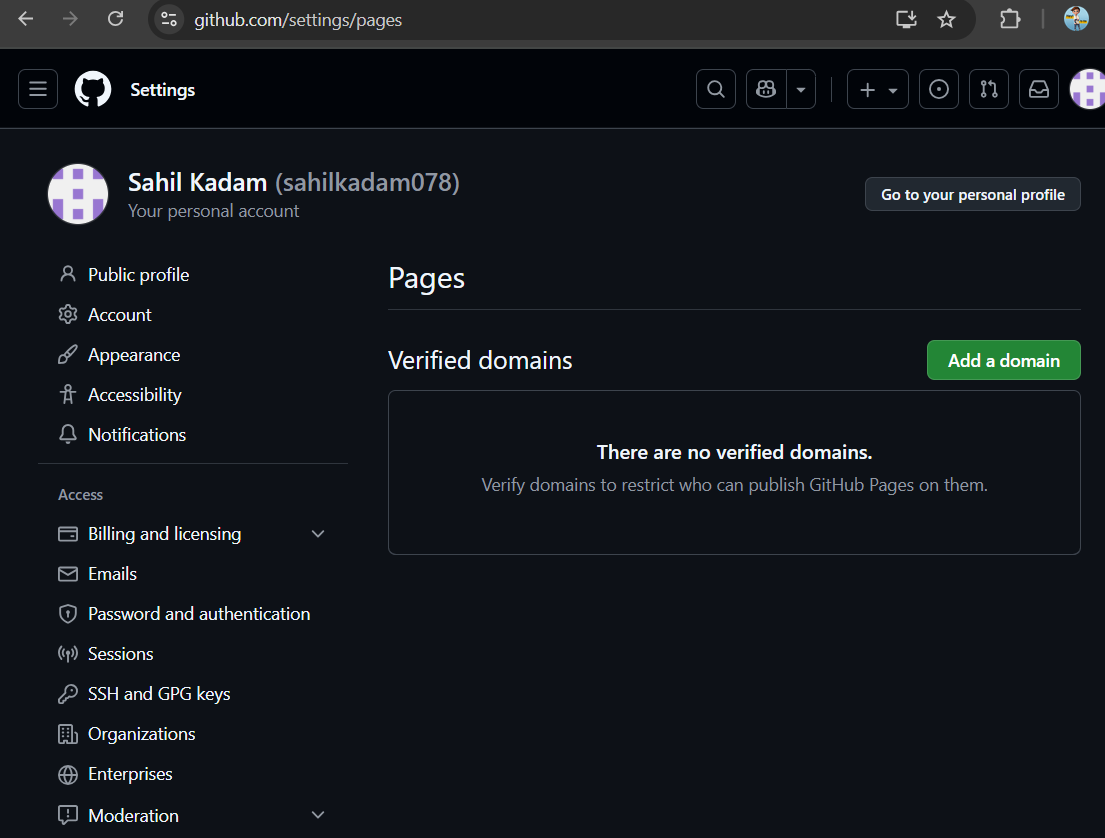 github.com/settings/pages
Settings
Sahil Kadam (sahilkadam078)
Your personal account
Go to your personal profile
Public profile
Account
Appearance
Accessibility
Notifications
Access
Billing and licensing
Emails
Password and authentication
Sessions
SSH and GPG keys
Organizations
Enterprises
Moderation
Pages
Verified domains
Add a domain
There are no verified domains.
Verify domains to restrict who can publish GitHub Pages on them.